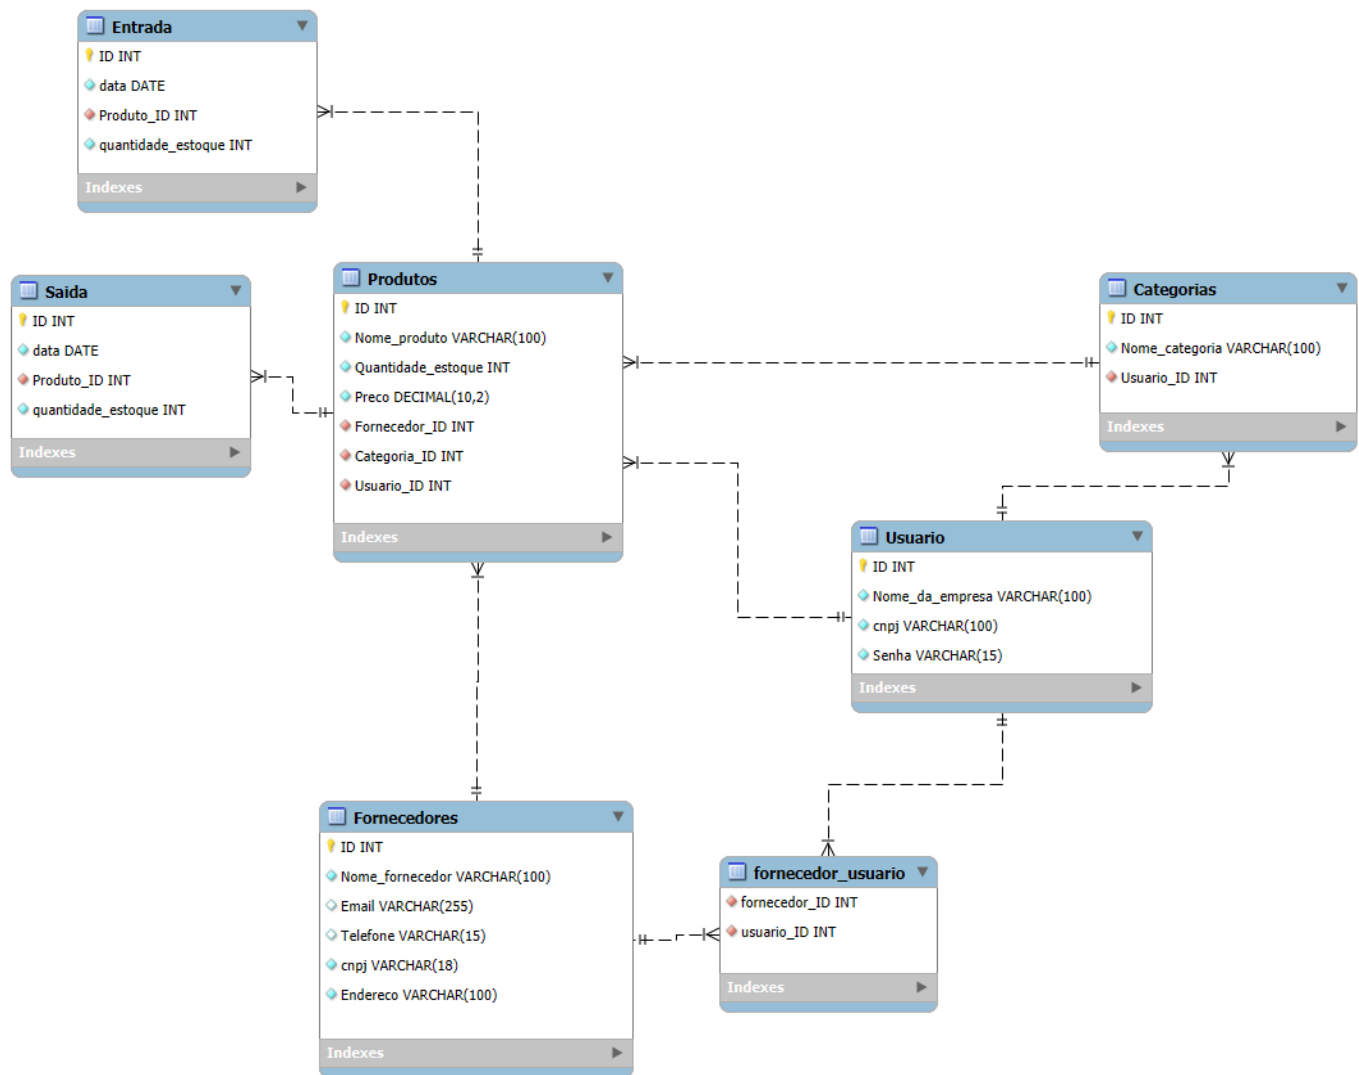 Entrada
ID INT
data DATE
Produto_ID INT
quantidade_estoque INT
Indexes
Saida
ID INT
data DATE
Produto_ID INT
quantidade_estoque INT
Indexes
Produtos
ID INT
Nome_produto VARCHAR(100)
Quantidade_estoque INT
Preco DECIMAL(10,2)
Fornecedor_ID INT
Categoria_ID INT
Usuario_ID INT
Indexes
Categorias
ID INT
Nome_categoria VARCHAR(100)
Usuario_ID INT
Indexes
Usuario
ID INT
Nome_da_empresa VARCHAR(100)
cnpj VARCHAR(100)
Senha VARCHAR(15)
Indexes
Fornecedores
ID INT
Nome_fornecedor VARCHAR(100)
Email VARCHAR(255)
Telefone VARCHAR(15)
cnpj VARCHAR(18)
Endereco VARCHAR(100)
Indexes
fornecedor_usuario
fornecedor_ID INT
usuario_ID INT
Indexes